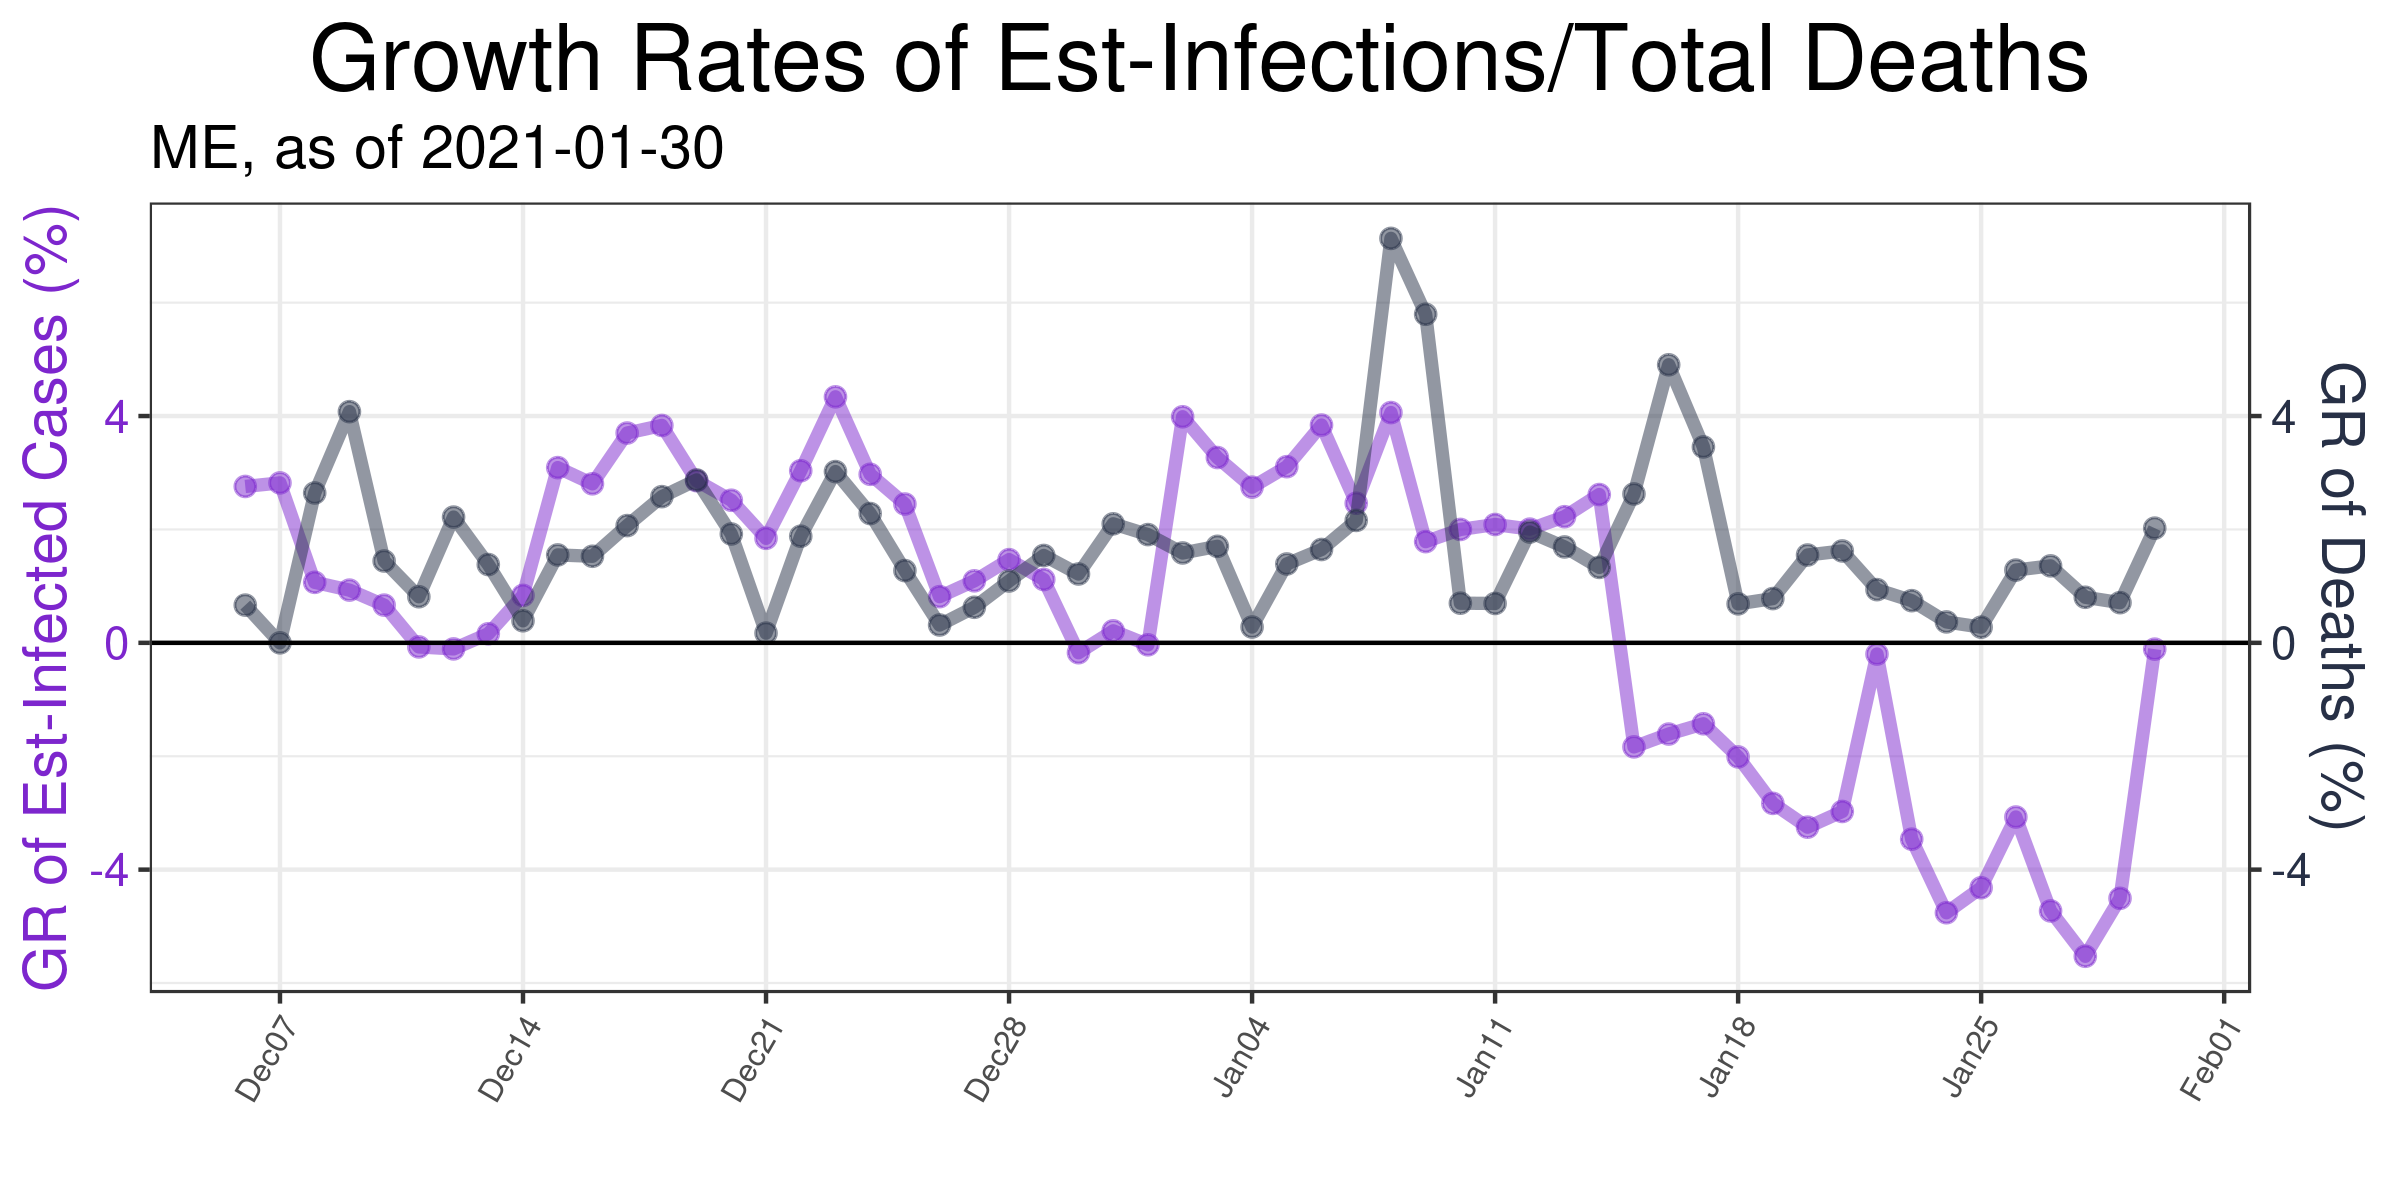 Growth Rates of Est-Infections/Total Deaths
ME, as of 2021-01-30
GR of Est-Infected Cases (%)
4
0
-4
4
0
-4
GR of Deaths (%)
Dec07
Dec14
Dec21
Dec28
Jan04
Jan11
Jan18
Jan25
Feb01